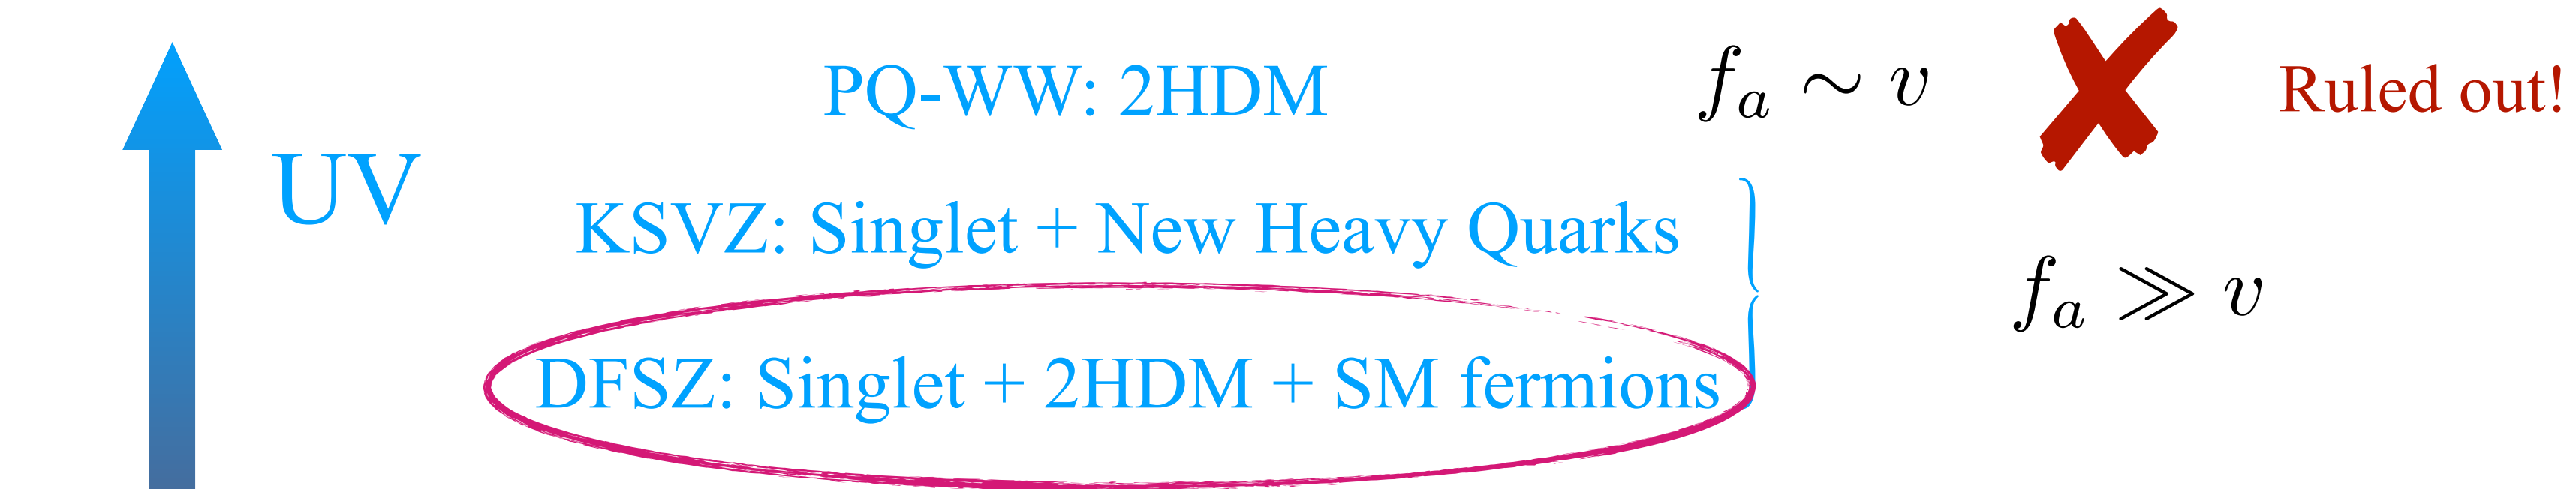 PQ-WW: 2HDM
f_a ∼ v
Ruled out!
UV
KSVZ: Singlet + New Heavy Quarks
f_a ≫ v
DFSZ: Singlet + 2HDM + SM fermions